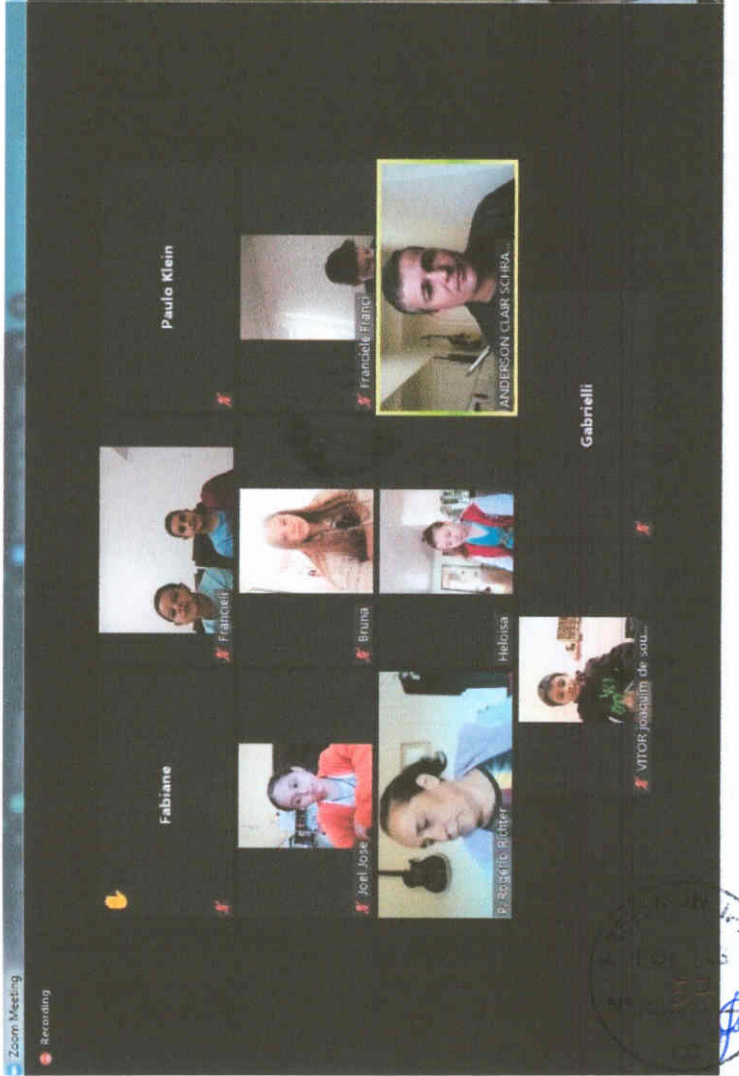 Zoom Meeting
Recording
Fabiane
Francieli
Paulo Klein
Joel Jose
Bruna
Franciele Franci
P. Rogério Richter
Heloisa
ANDERSON CLAIR SCHRA...
VITOR Joaquim de sou...
Gabrielli